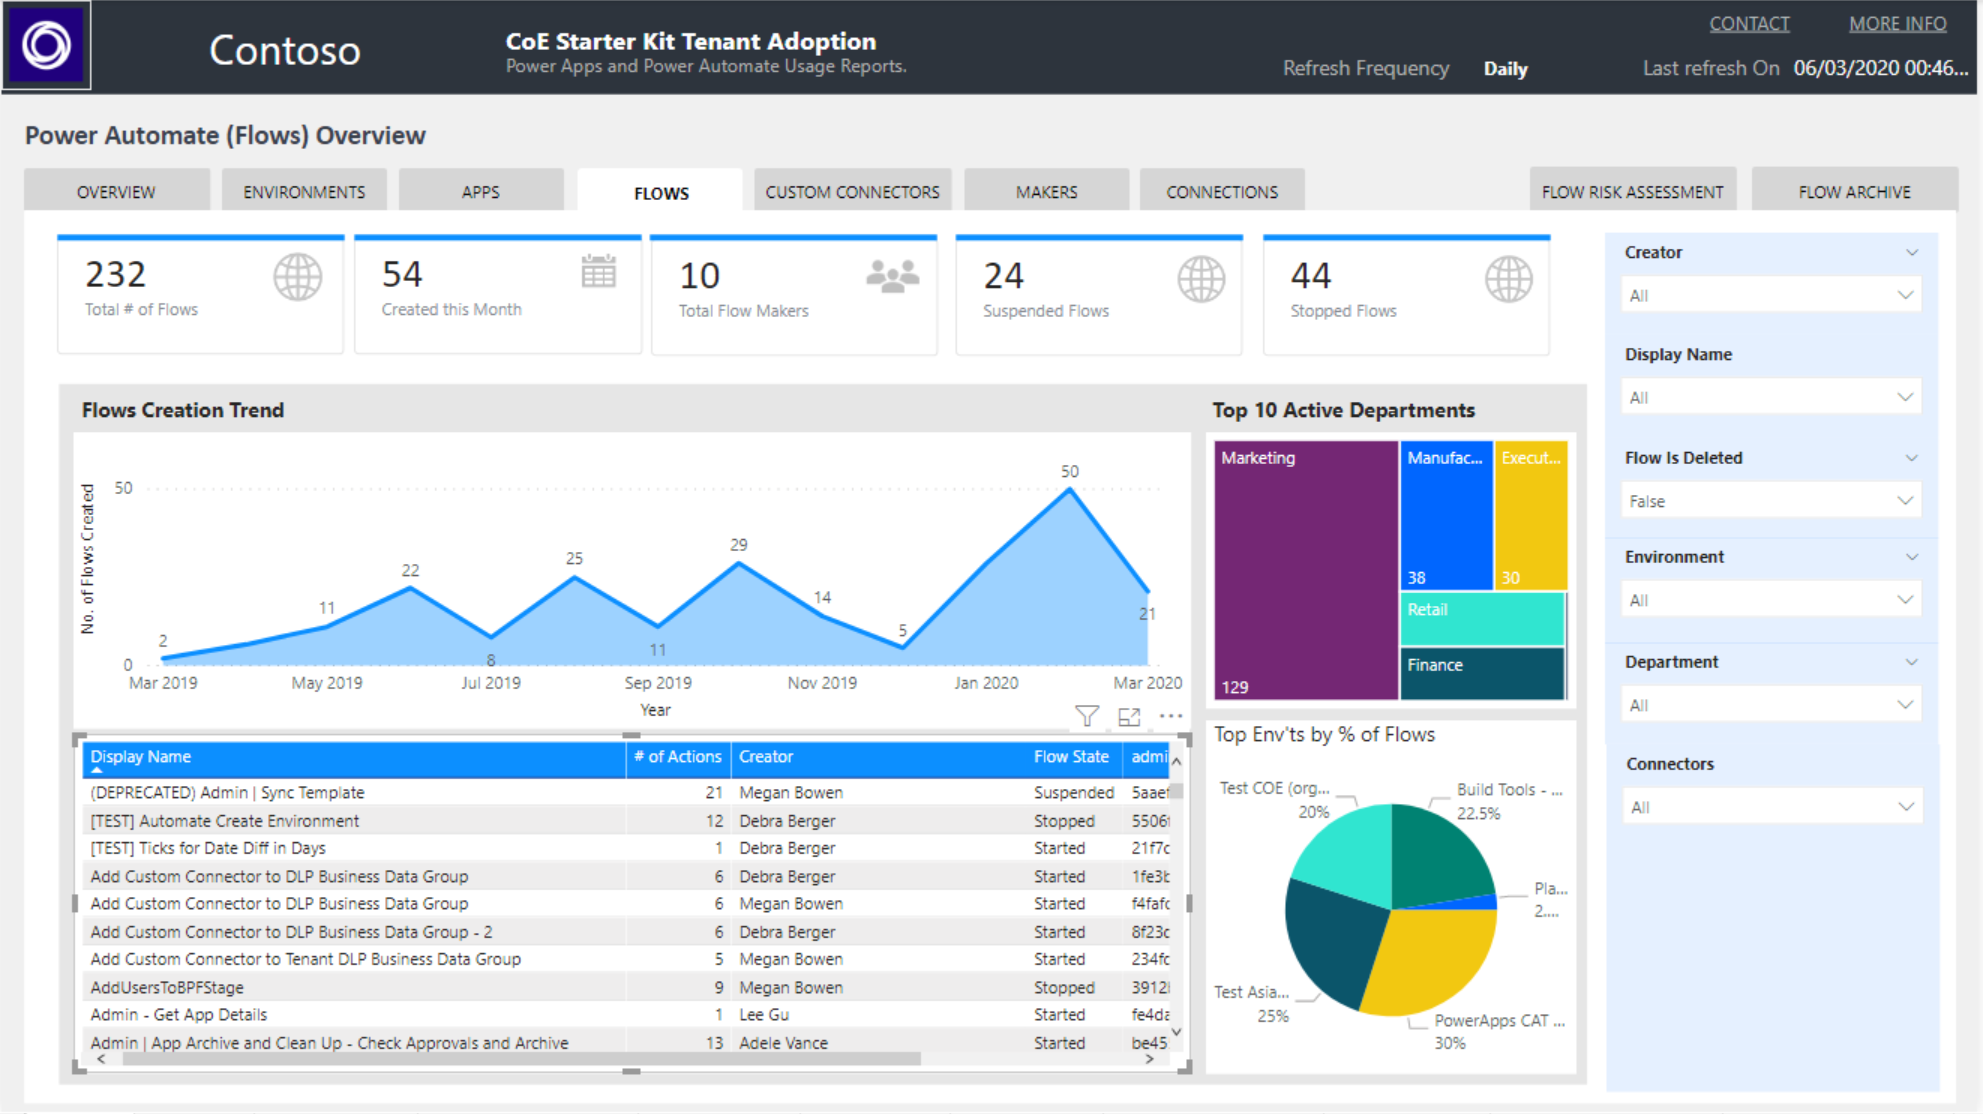 Contoso
CoE Starter Kit Tenant Adoption
Power Apps and Power Automate Usage Reports.
CONTACT
MORE INFO
Refresh Frequency Daily
Last refresh On 06/03/2020 00:46...
Power Automate (Flows) Overview
OVERVIEW
ENVIRONMENTS
APPS
FLOWS
CUSTOM CONNECTORS
MAKERS
CONNECTIONS
FLOW RISK ASSESSMENT
FLOW ARCHIVE
232
Total # of Flows
54
Created this Month
10
Total Flow Makers
24
Suspended Flows
44
Stopped Flows
Flows Creation Trend
No. of Flows Created
50
0
2
11
22
8
25
11
29
14
5
50
21
Mar 2019
May 2019
Jul 2019
Sep 2019
Nov 2019
Jan 2020
Mar 2020
Year
Display Name # of Actions Creator Flow State admi
(DEPRECATED) Admin | Sync Template 21 Megan Bowen Suspended 5aaef
[TEST] Automate Create Environment 12 Debra Berger Stopped
[TEST] Ticks for Date Diff in Days 1 Debra Berger Started 21f7c
Add Custom Connector to DLP Business Data Group 6 Debra Berger Started
Add Custom Connector to DLP Business Data Group 6 Megan Bowen Started
Add Custom Connector to DLP Business Data Group - 2 6 Debra Berger Started
Add Custom Connector to Tenant DLP Business Data Group 5 Megan Bowen Started
AddUsersToBPFStage 9 Megan Bowen Stopped
Admin - Get App Details 1 Lee Gu Started
Admin | App Archive and Clean Up - Check Approvals and Archive 13 Adele Vance Started be45
Top 10 Active Departments
Marketing
129
Manufac...
38
Execut...
30
Retail
Finance
Top Env'ts by % of Flows
Test COE (org...
20%
Build Tools - ...
22.5%
Pla...
2....
Test Asia...
25%
PowerApps CAT ...
30%
Creator
All
Display Name
All
Flow Is Deleted
False
Environment
All
Department
All
Connectors
All